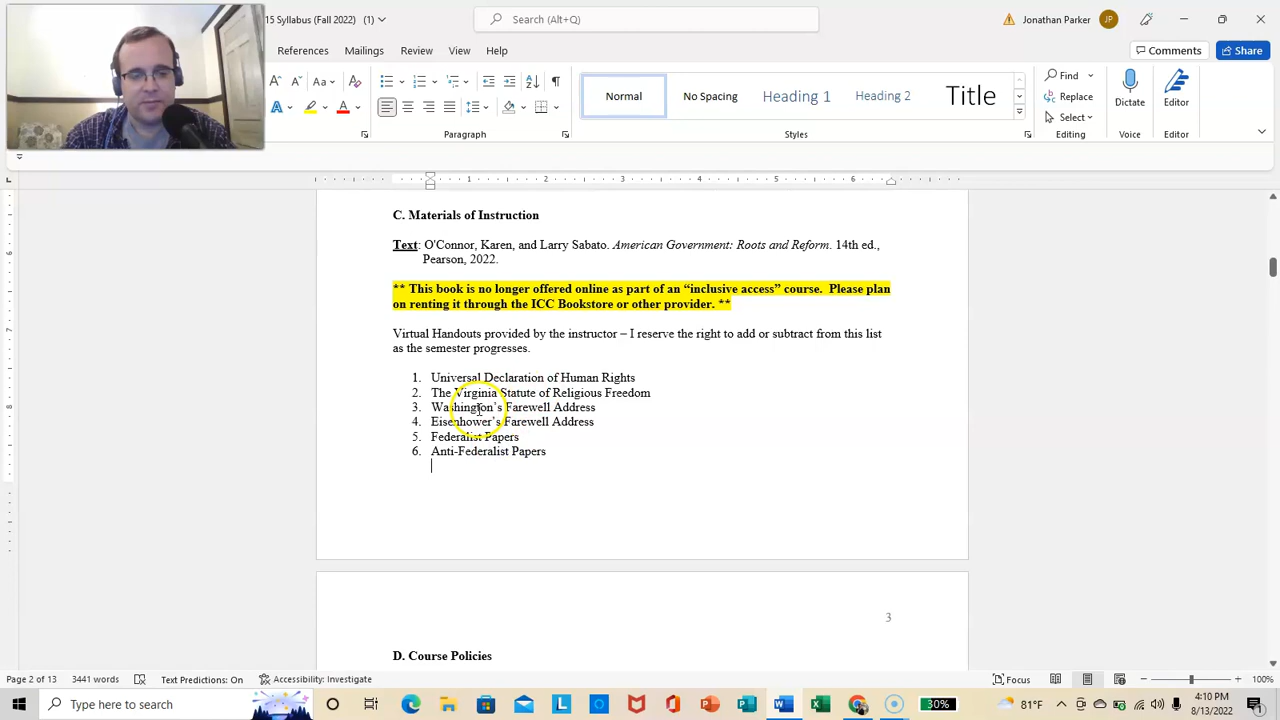 15 Syllabus (Fall 2022) (1)
Search (Alt+Q)
Jonathan Parker
JP
References Mailings Review View Help
Comments
Share
Aa
A A
Normal
No Spacing
Heading 1
Heading 2
Title
Find
Replace
Select
Dictate
Editor
Paragraph
Styles
Editing
Voice
Editor
1 2 3 4 5 6
C. Materials of Instruction
Text: O'Connor, Karen, and Larry Sabato. American Government: Roots and Reform. 14th ed.,
Pearson, 2022.
** This book is no longer offered online as part of an “inclusive access” course. Please plan
on renting it through the ICC Bookstore or other provider. **
Virtual Handouts provided by the instructor – I reserve the right to add or subtract from this list
as the semester progresses.
1. Universal Declaration of Human Rights
2. The Virginia Statute of Religious Freedom
3. Washington’s Farewell Address
4. Eisenhower’s Farewell Address
5. Federalist Papers
6. Anti-Federalist Papers
3
D. Course Policies
Page 2 of 13 3441 words Text Predictions: On Accessibility: Investigate
Focus
100%
Type here to search
30%
81°F
4:10 PM
8/13/2022